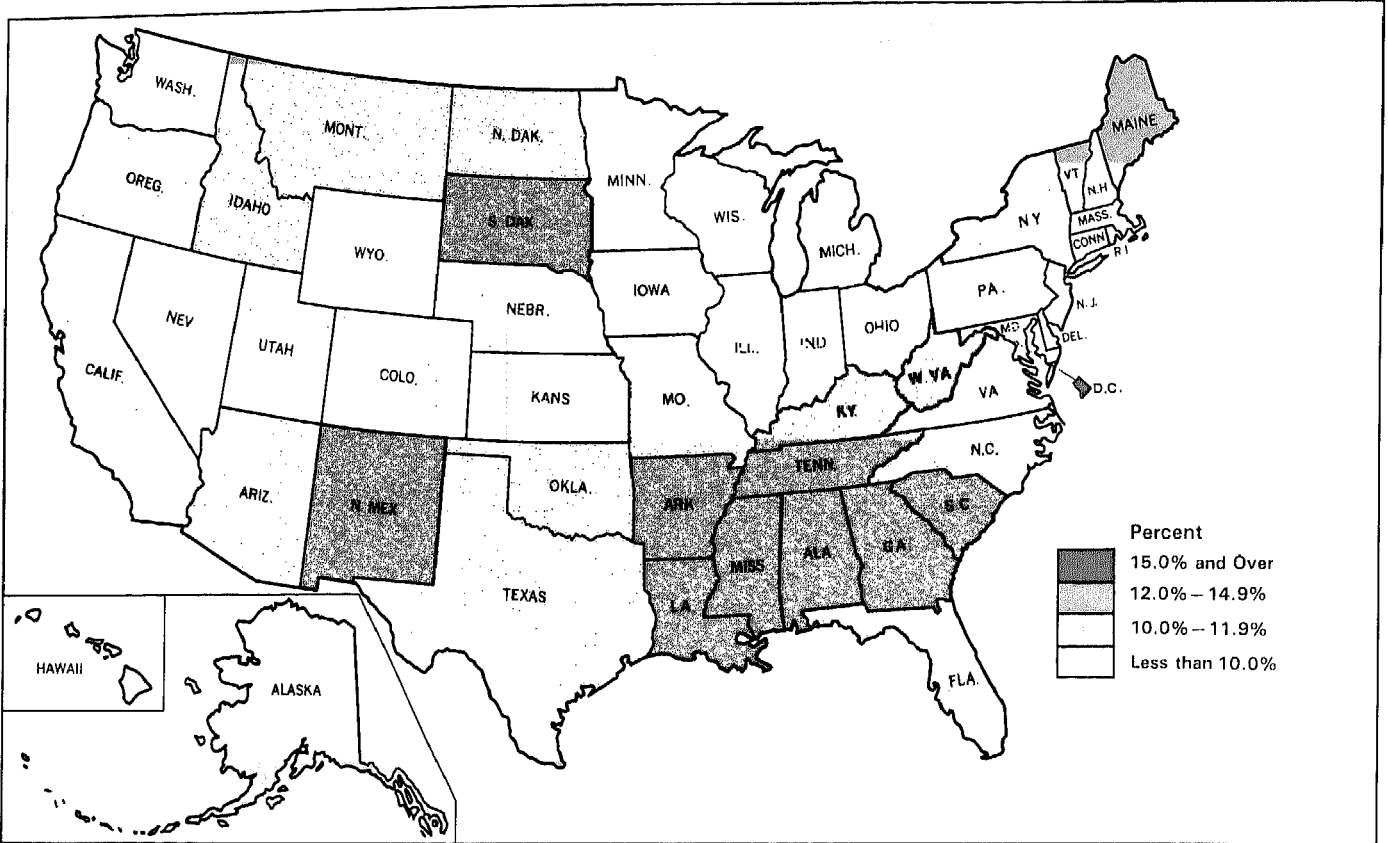 WASH.
MONT.
N. DAK.
MINN.
OREG.
IDAHO
S. DAK
WIS.
MICH.
WYO.
MAINE
VT
N.H
N Y
MASS.
CONN
R I
NEV
UTAH
COLO.
NEBR.
IOWA
ILL.
IND
OHIO
PA.
N. J.
MD.
DEL.
D.C.
CALIF.
KANS
MO.
KY.
W. VA
VA
ARIZ.
N. MEX
OKLA.
ARK
TENN.
N.C.
S C
TEXAS
LA
MISS
ALA
GA.
FLA.
HAWAII
ALASKA
Percent
15.0% and Over
12.0% – 14.9%
10.0% – 11.9%
Less than 10.0%